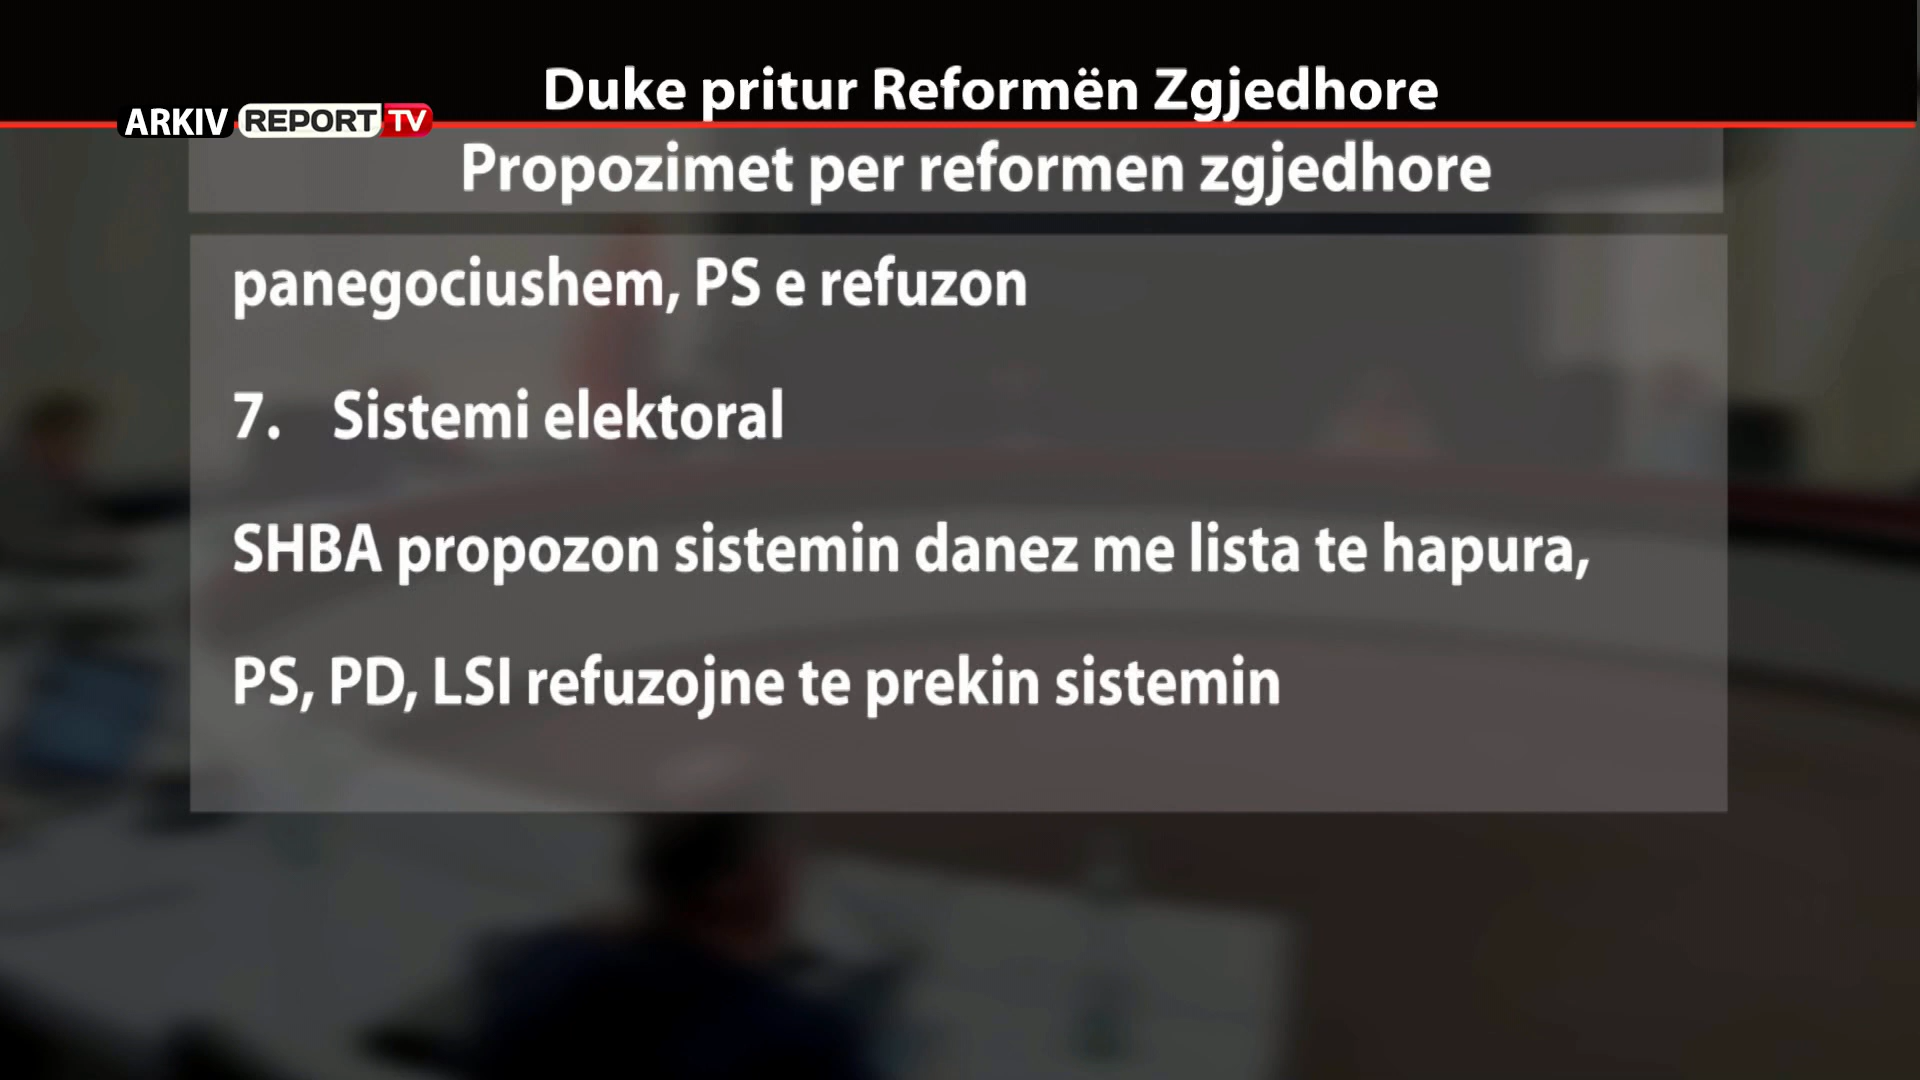 Duke pritur Reformën Zgjedhore
ARKIV REPORT TV
Propozimet per reformen zgjedhore
panegociushem, PS e refuzon
7. Sistemi elektoral
SHBA propozon sistemin danez me lista te hapura,
PS, PD, LSI refuzojne te prekin sistemin